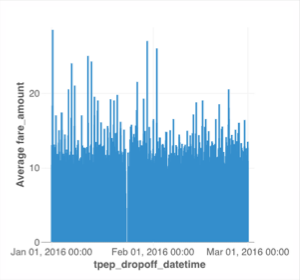 Average fare_amount
20
10
0
Jan 01, 2016 00:00 Feb 01, 2016 00:00 Mar 01, 2016 00:00
tpep_dropoff_datetime